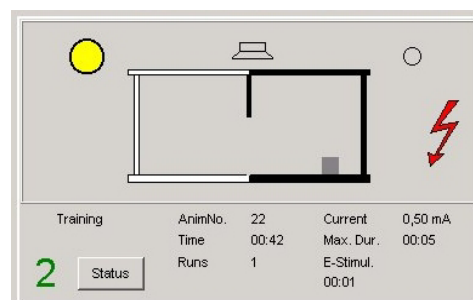 Training AnimNo. 22 Current 0,50 mA
Time 00:42 Max. Dur. 00:05
2 Status Runs 1 E-Stimul.
00:01